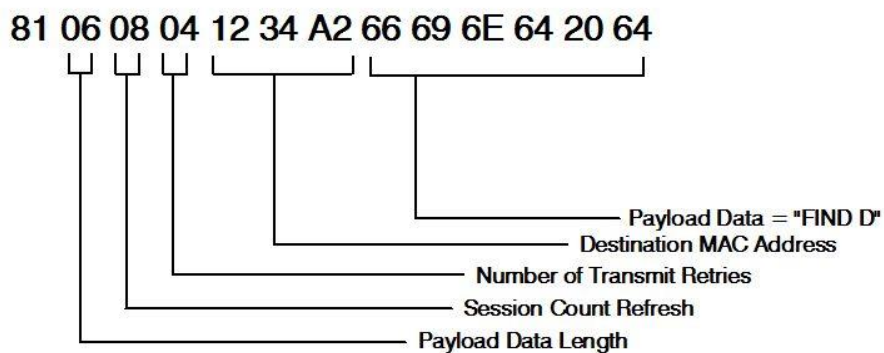 81 06 08 04 12 34 A2 66 69 6E 64 20 64
Payload Data = "FIND D"
Destination MAC Address
Number of Transmit Retries
Session Count Refresh
Payload Data Length